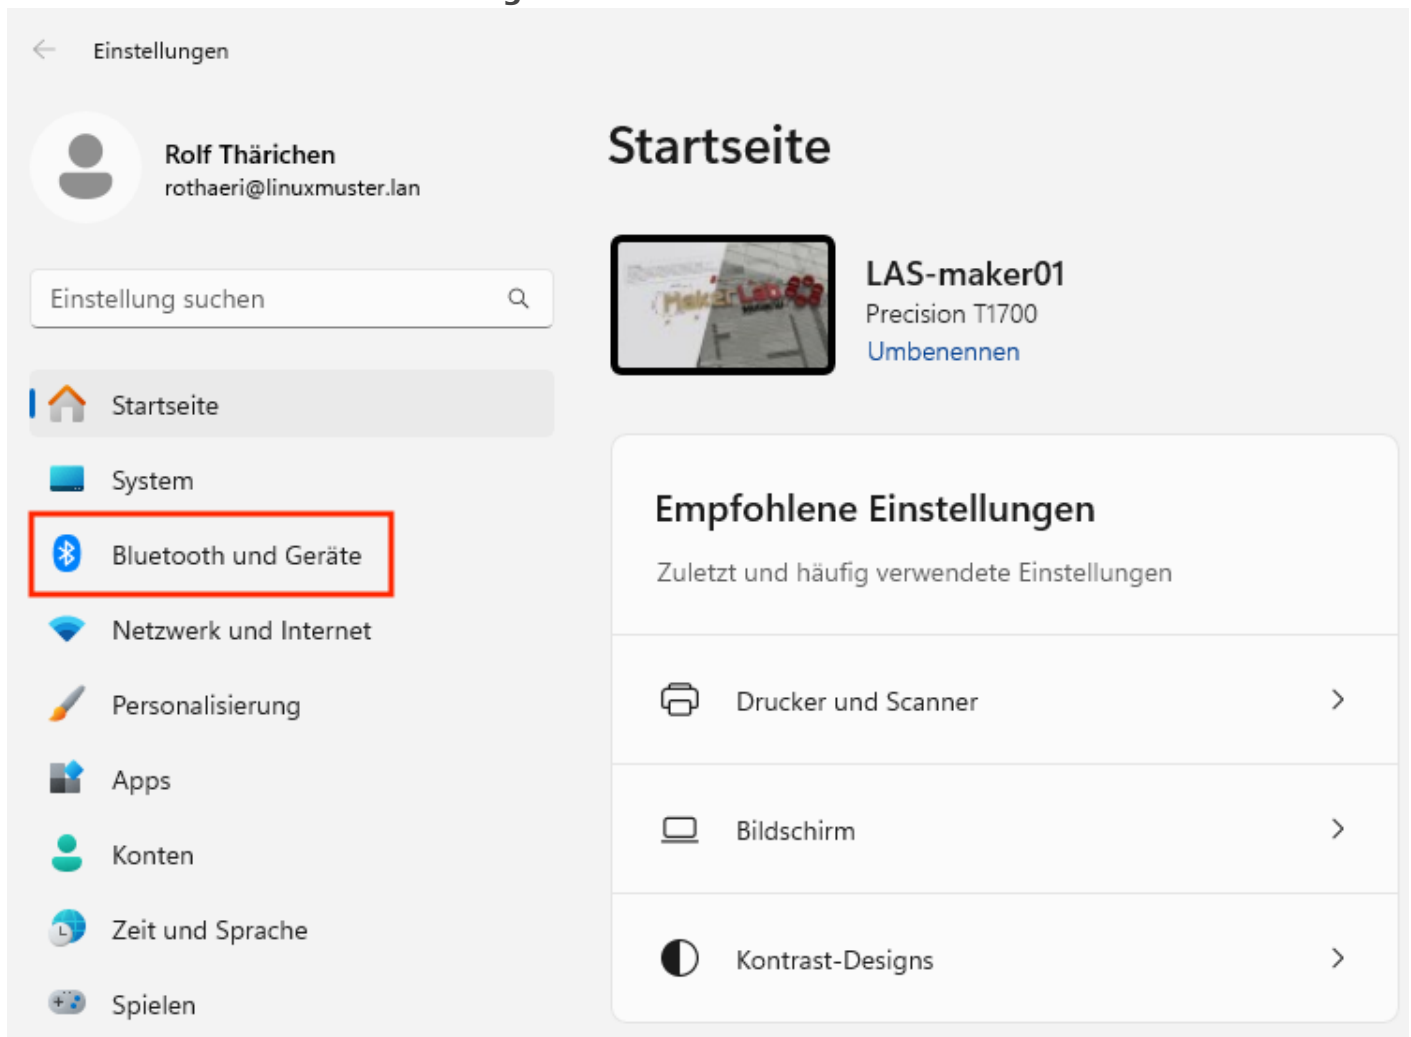 Einstellungen
Rolf Thärichen
rothaeri@linuxmuster.lan
Einstellung suchen
Startseite
System
Bluetooth und Geräte
Netzwerk und Internet
Personalisierung
Apps
Konten
Zeit und Sprache
Spielen
Startseite
MakerLab
LAS-maker01
Precision T1700
Umbenennen
Empfohlene Einstellungen
Zuletzt und häufig verwendete Einstellungen
Drucker und Scanner
Bildschirm
Kontrast-Designs